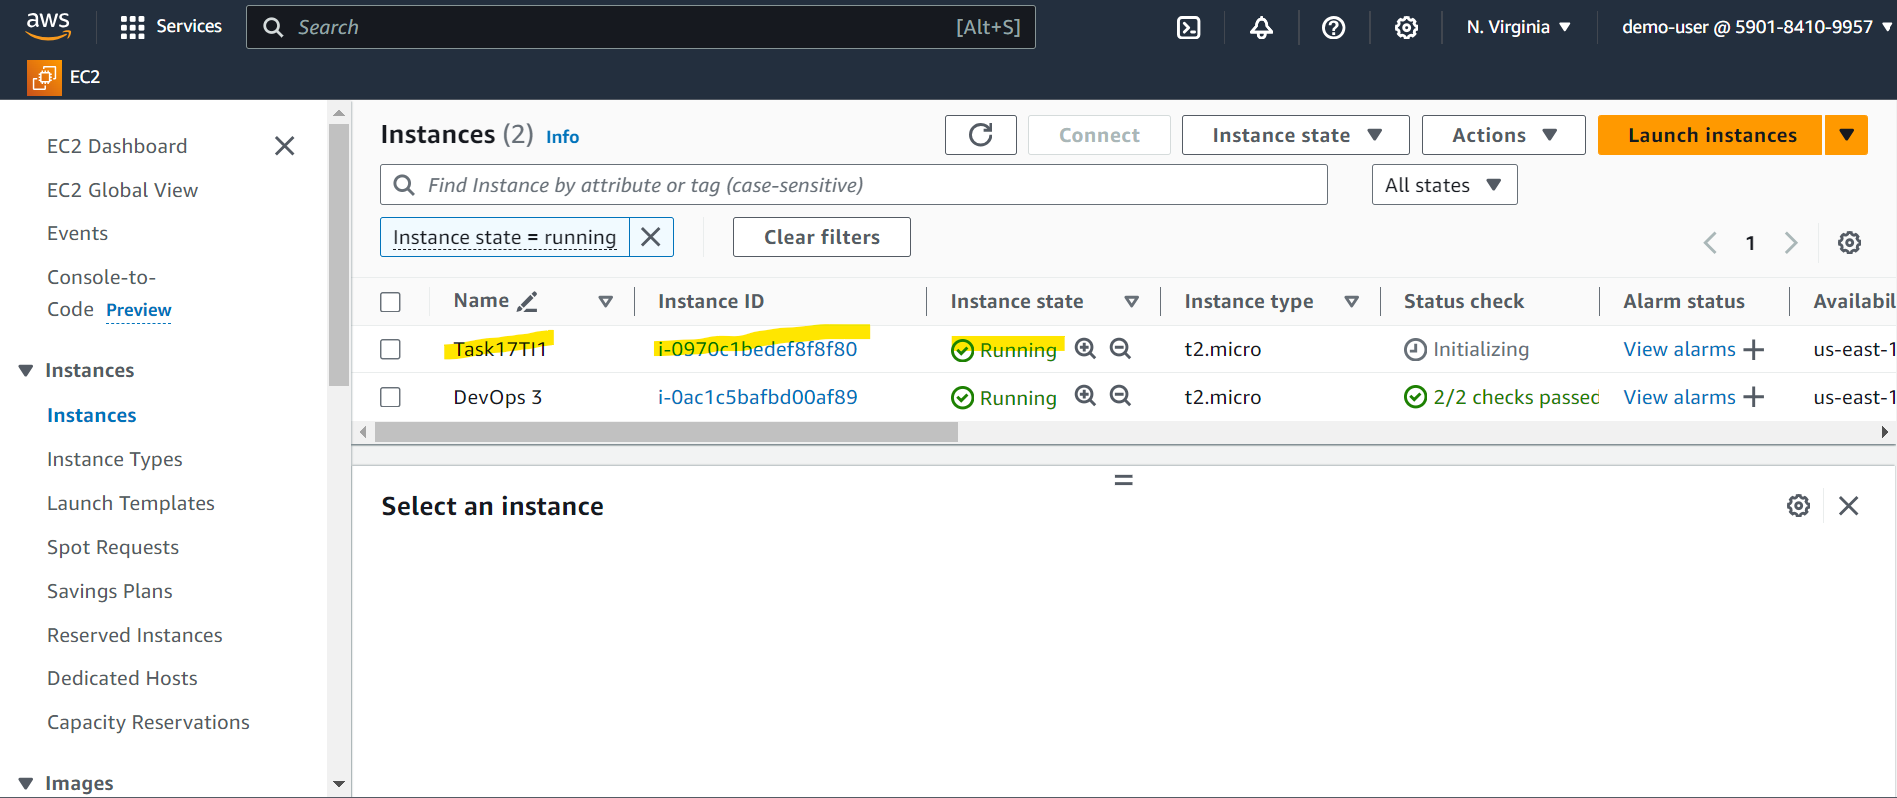 aws
Services
Search [Alt+S]
N. Virginia
demo-user @ 5901-8410-9957
EC2
EC2 Dashboard
EC2 Global View
Events
Console-to-
Code Preview
Instances
Instances
Instance Types
Launch Templates
Spot Requests
Savings Plans
Reserved Instances
Dedicated Hosts
Capacity Reservations
Images
Instances (2) Info
Connect
Instance state
Actions
Launch instances
Find Instance by attribute or tag (case-sensitive)
All states
Instance state = running
Clear filters
1
Name Instance ID Instance state Instance type Status check Alarm status Availabil
Task17TI1 i-0970c1bedef8f8f80 Running t2.micro Initializing View alarms us-east-1
DevOps 3 i-0ac1c5bafbd00af89 Running t2.micro 2/2 checks passed View alarms us-east-1
Select an instance